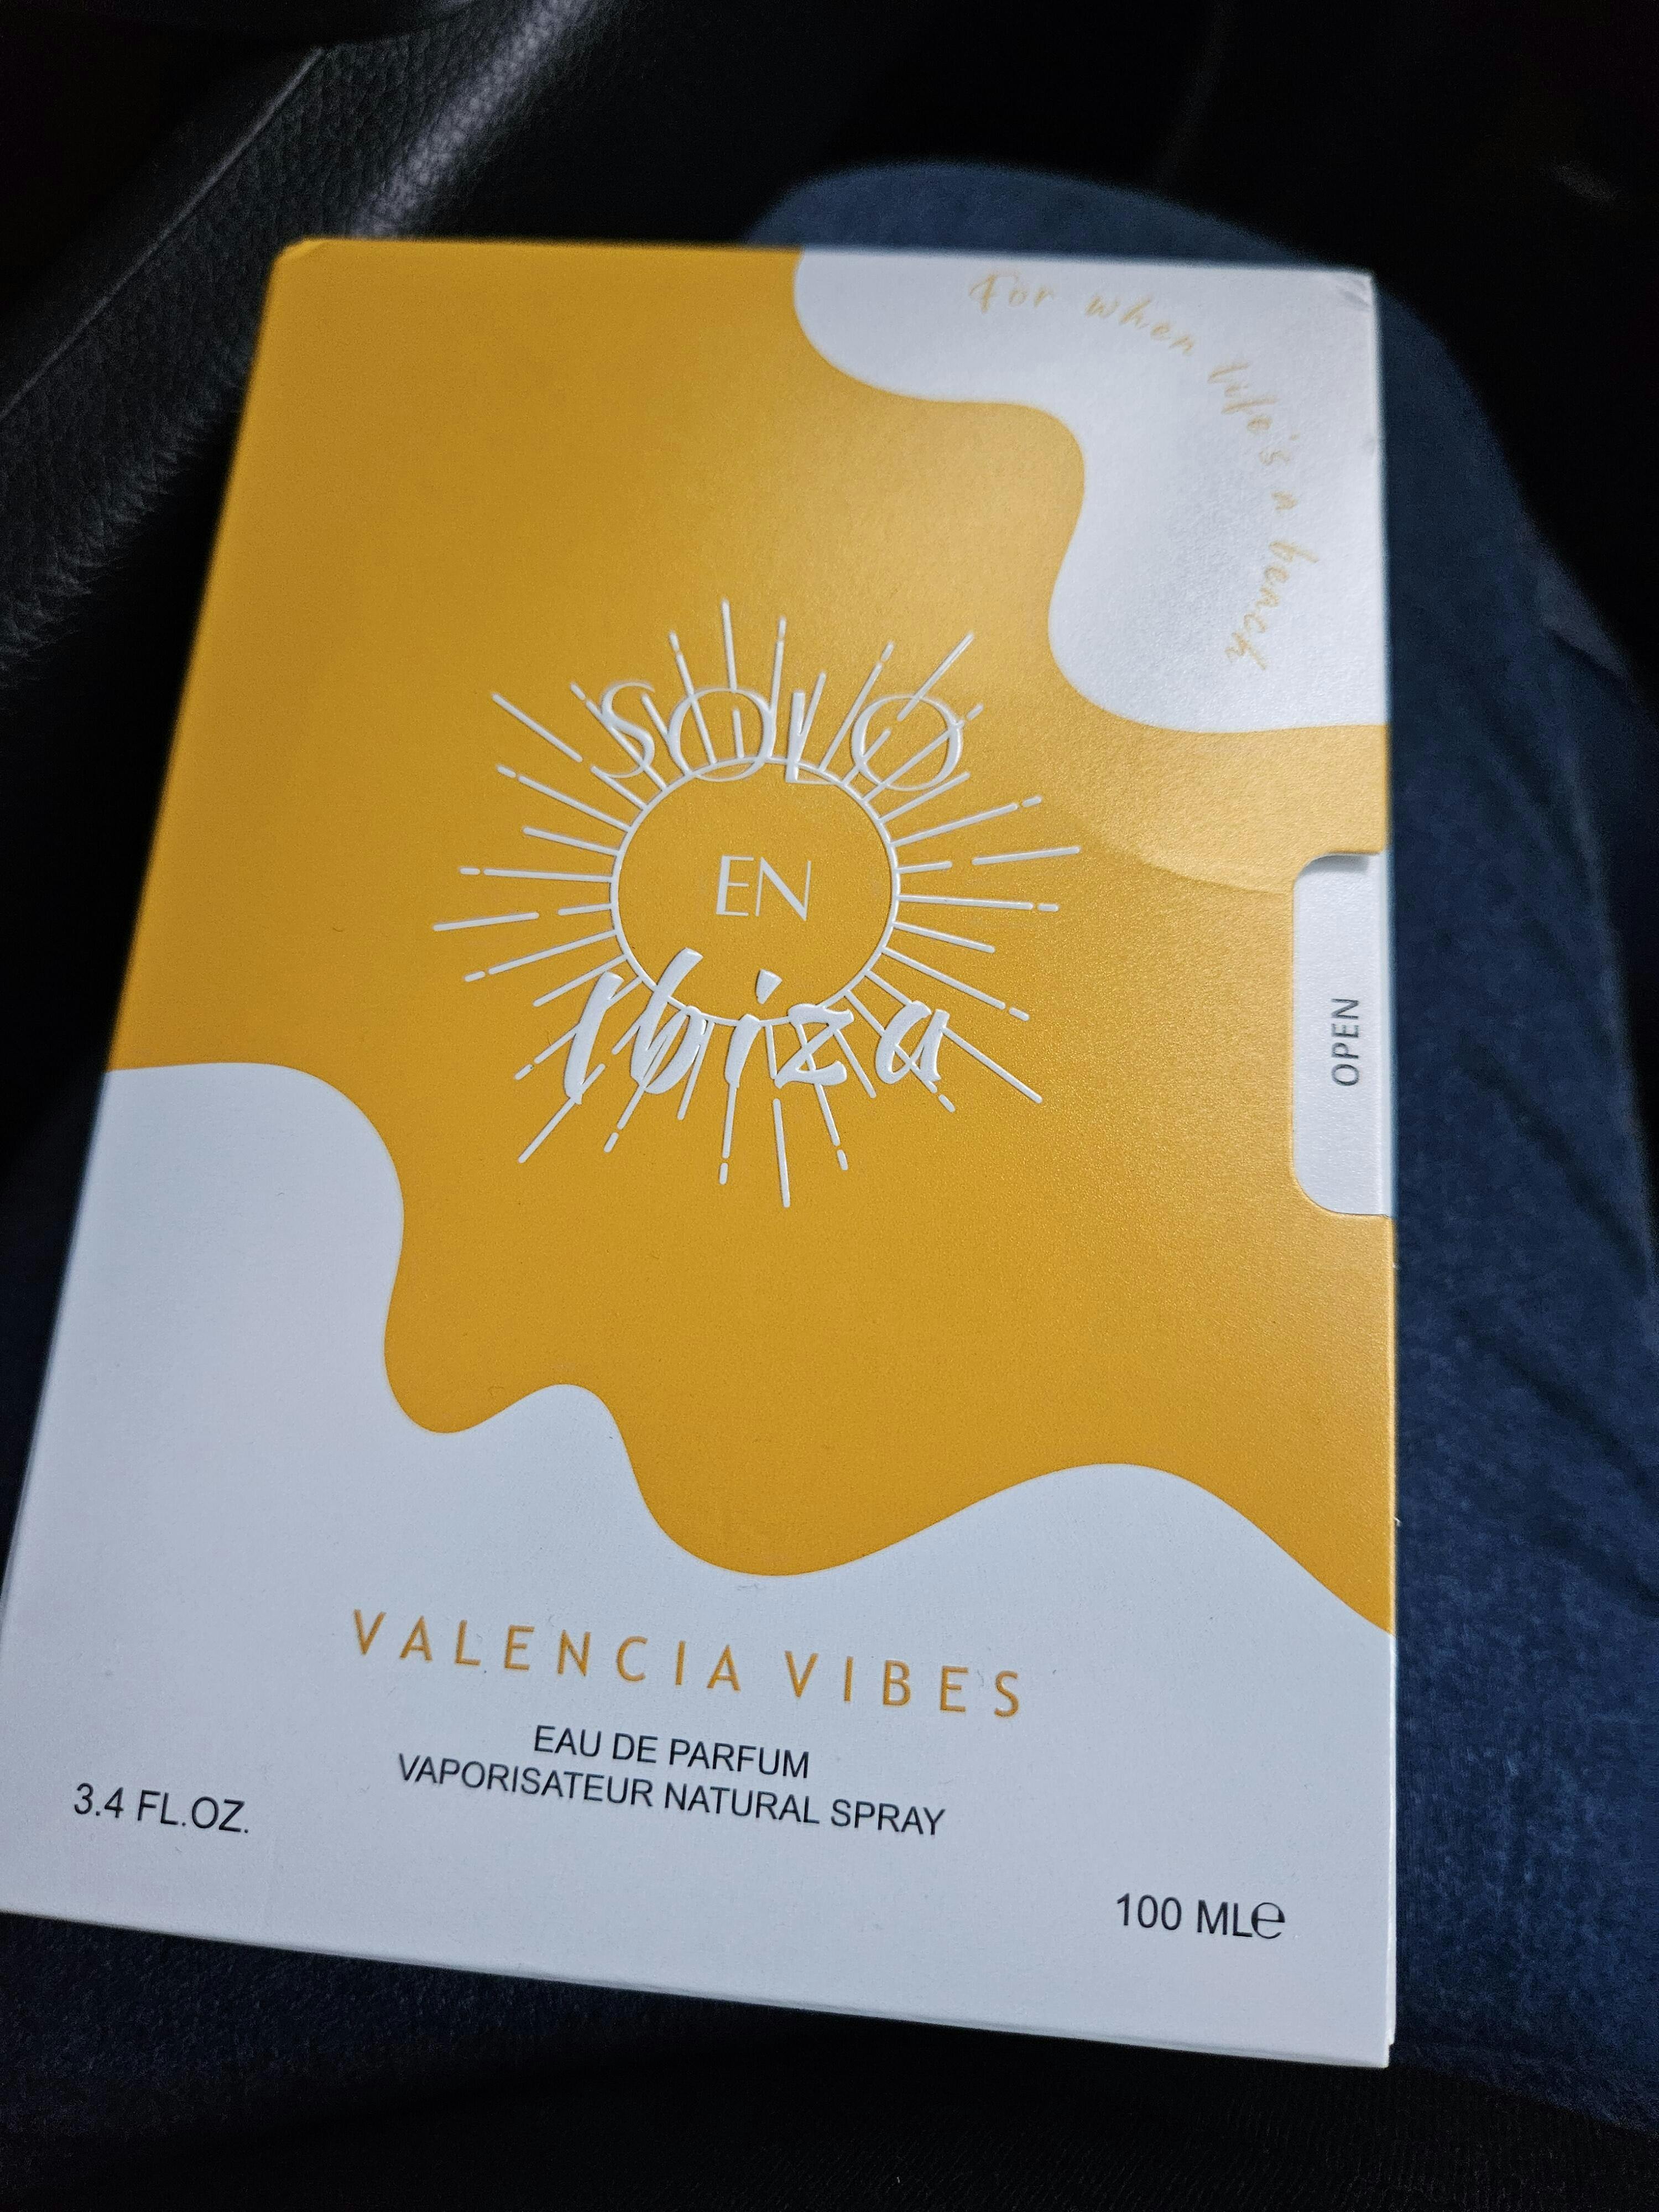 For when life's a beach
SOLO
EN
Ibiza
OPEN
VALENCIA VIBES
EAU DE PARFUM
VAPORISATEUR NATURAL SPRAY
3.4 FL.OZ.
100 ML℮